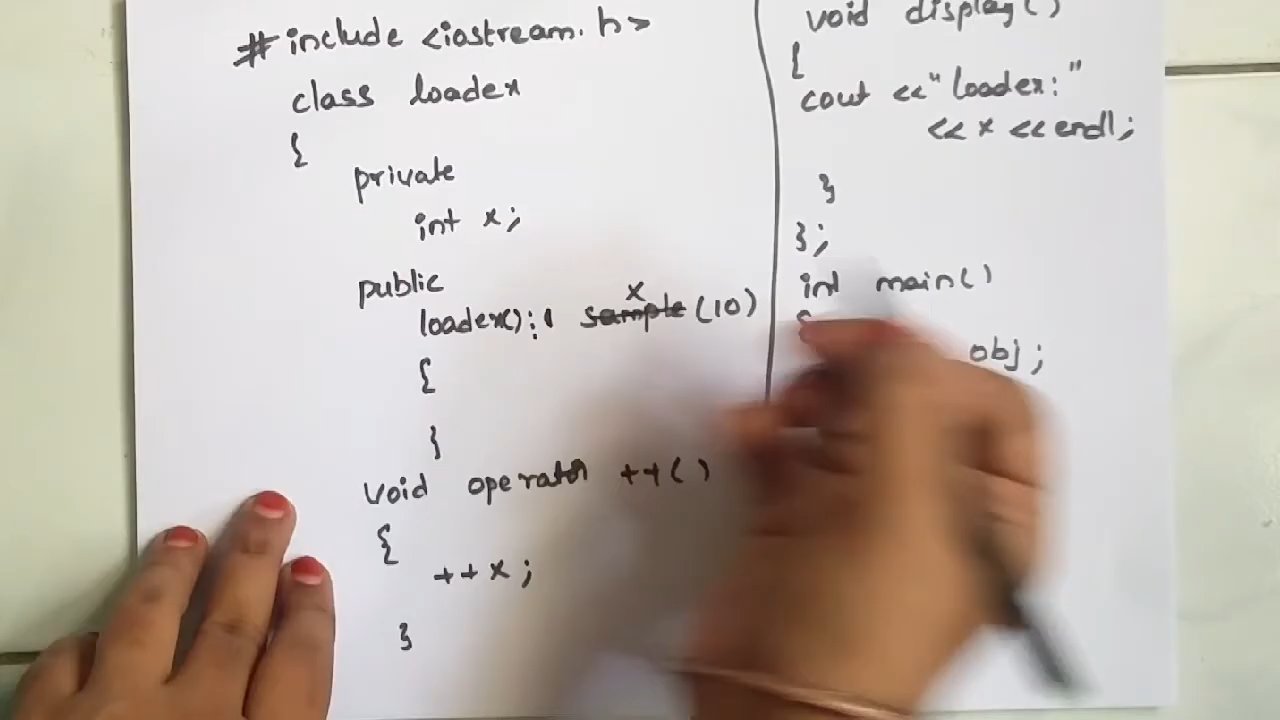 #include <iostream.h>
class loadex
{
private
int x;
public
loadex(): x (10)
{
}
void operator ++()
{
++x;
}
void display()
{
cout <<"loadex:"
<< x <<endl;
}
};
int main()
{
obj;